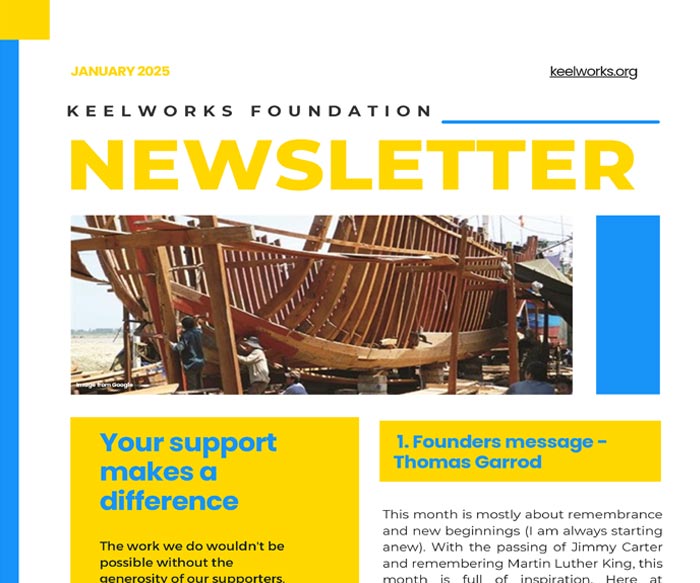 JANUARY 2025
keelworks.org
KEELWORKS FOUNDATION
NEWSLETTER
Image from Google
Your support
makes a
difference
The work we do wouldn't be
possible without the
generosity of our supporters.
1. Founders message -
Thomas Garrod
This month is mostly about remembrance
and new beginnings (I am always starting
anew). With the passing of Jimmy Carter
and remembering Martin Luther King, this
month is full of inspiration. Here at